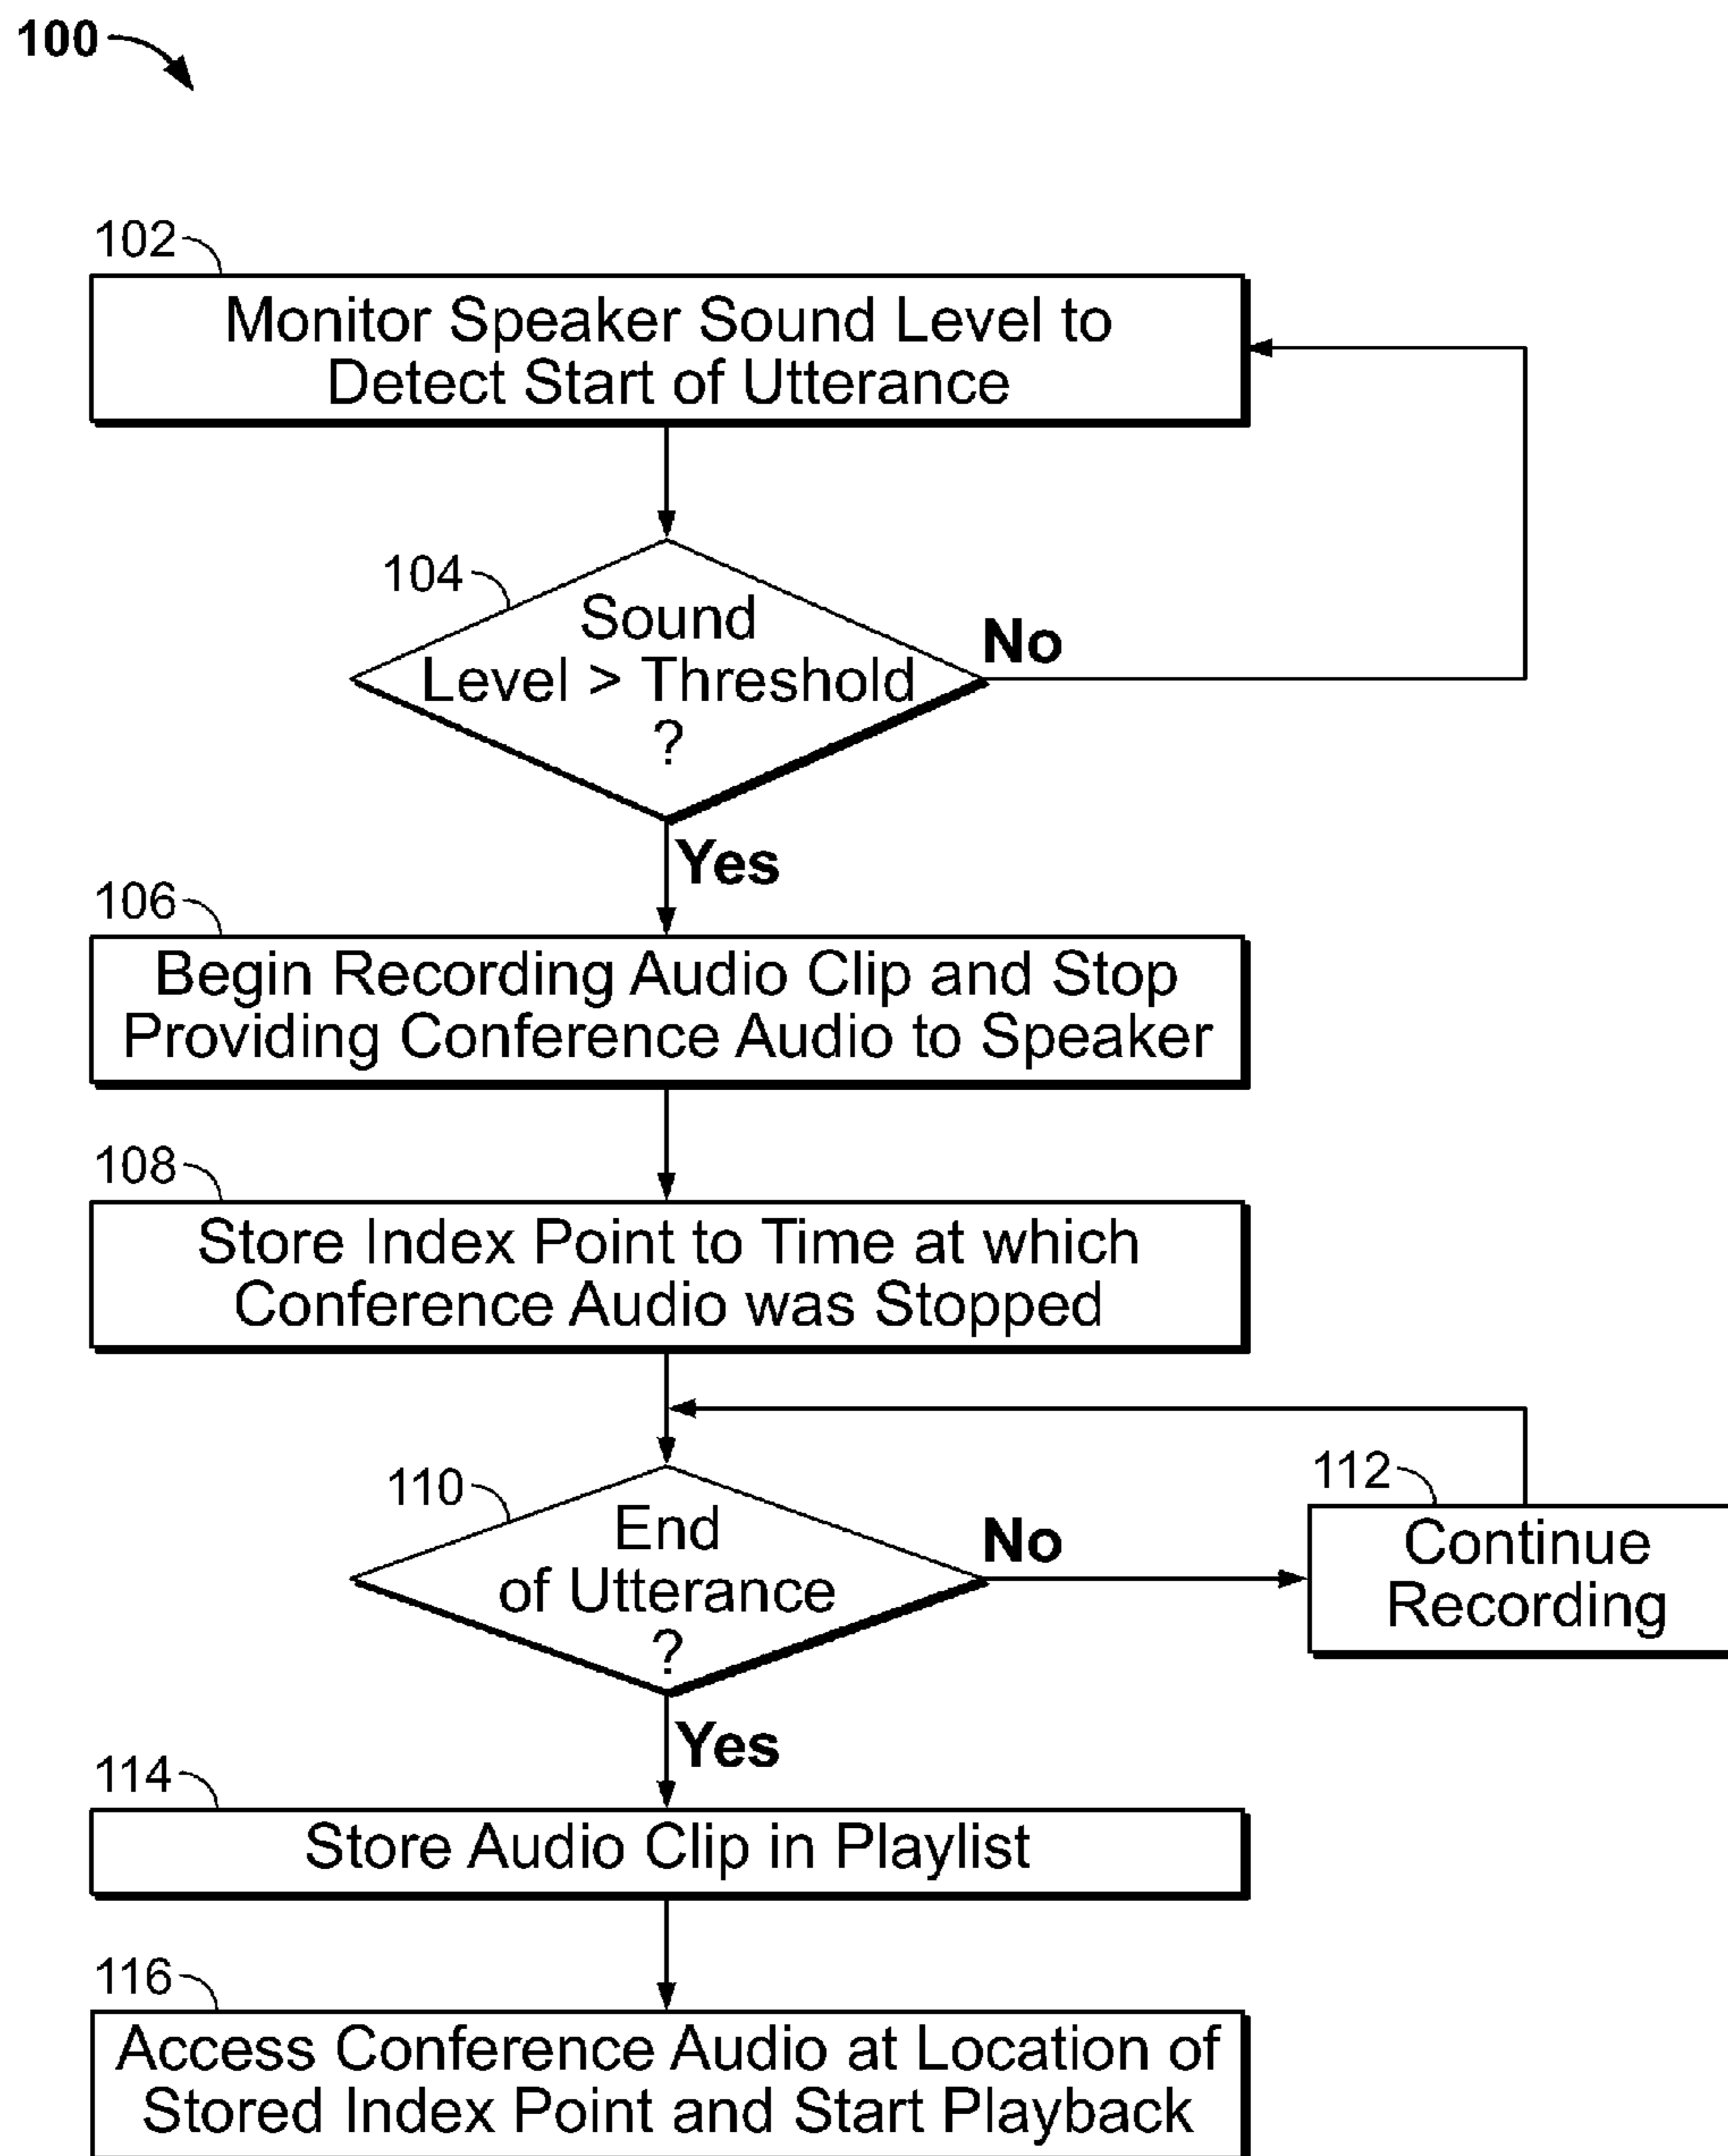 100
102
Monitor Speaker Sound Level to
Detect Start of Utterance
104
Sound
Level > Threshold
?
No
Yes
106
Begin Recording Audio Clip and Stop
Providing Conference Audio to Speaker
108
Store Index Point to Time at which
Conference Audio was Stopped
110
End
of Utterance
?
No
112
Continue
Recording
Yes
114
Store Audio Clip in Playlist
116
Access Conference Audio at Location of
Stored Index Point and Start Playback